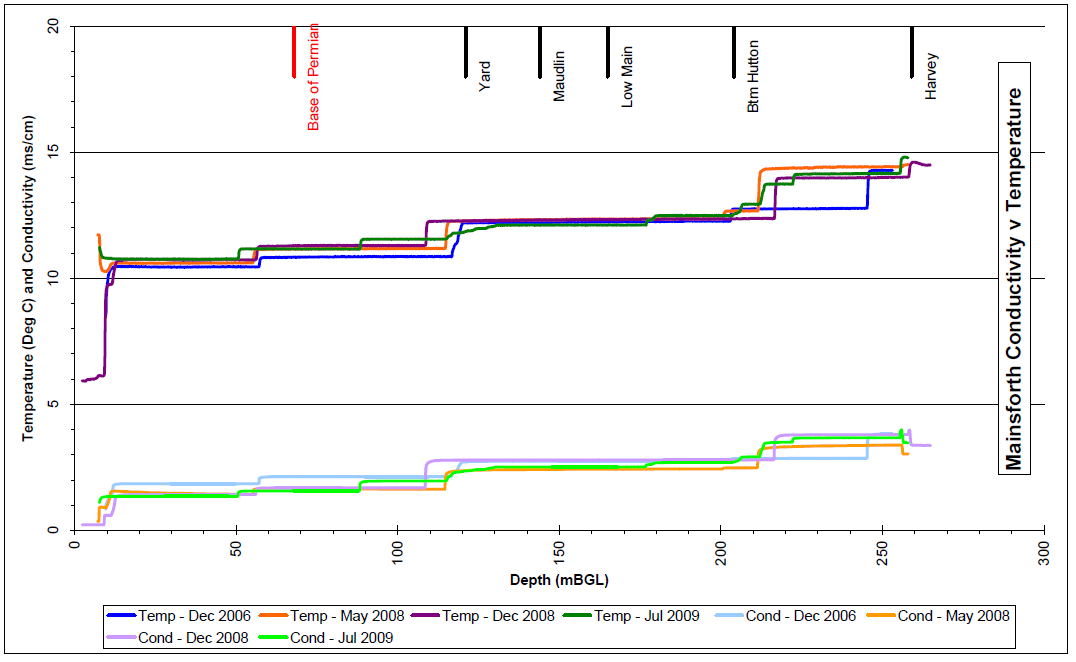 20
15
10
5
0
Temperature (Deg C) and Conductivity (ms/cm)
Base of Permian
Yard
Maudlin
Low Main
Btm Hutton
Harvey
Mainsforth Conductivity v Temperature
0 50 100 150 200 250 300
Depth (mBGL)
Temp - Dec 2006 Temp - May 2008 Temp - Dec 2008 Temp - Jul 2009 Cond - Dec 2006 Cond - May 2008
Cond - Dec 2008 Cond - Jul 2009